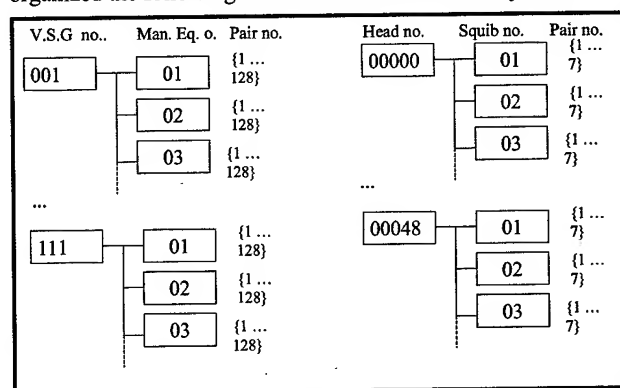 V.S.G no.. Man. Eq. o. Pair no.
001 01 {1 ...
128}
02 {1 ...
128}
03 {1 ...
128}
...
111 01 {1 ...
128}
02 {1 ...
128}
03 {1 ...
128}
Head no. Squib no. Pair no.
00000 01 {1 ...
7}
02 {1 ...
7}
03 {1 ...
7}
...
00048 01 {1 ...
7}
02 {1 ...
7}
03 {1 ...
7}